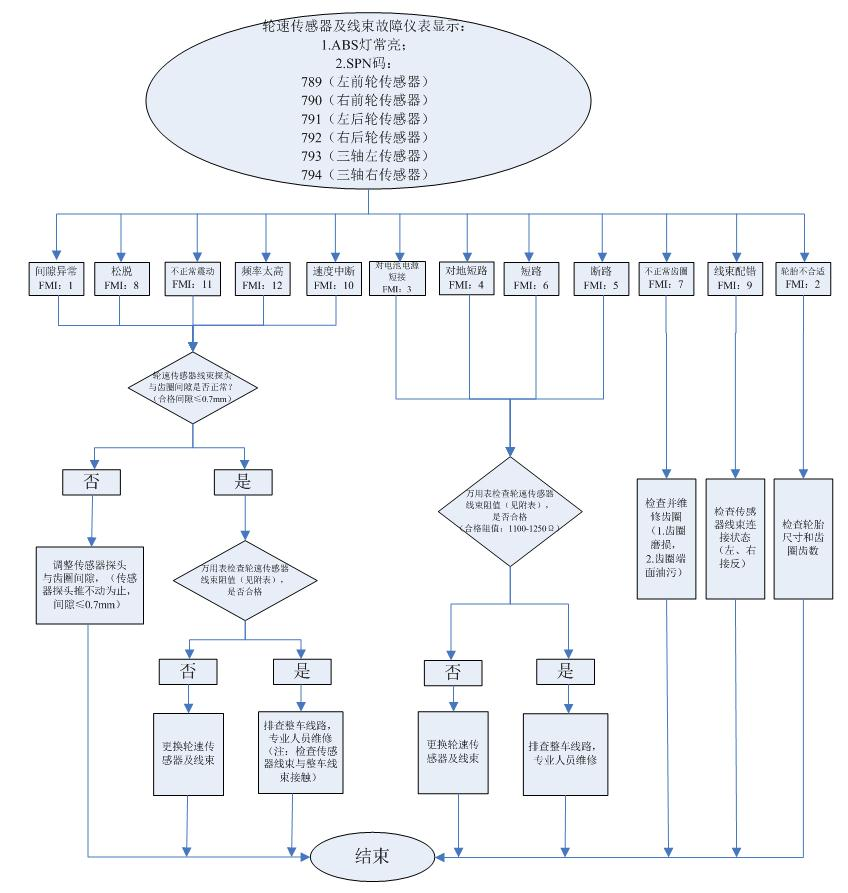 轮速传感器及线束故障仪表显示：
1.ABS灯常亮；
2.SPN码：
789（左前轮传感器）
790（右前轮传感器）
791（左后轮传感器）
792（右后轮传感器）
793（三轴左传感器）
794（三轴右传感器）
间隙异常
FMI：1
松脱
FMI：8
不正常震动
FMI：11
频率太高
FMI：12
速度中断
FMI：10
对电池电源
短接
FMI：3
对地短路
FMI：4
短路
FMI：6
断路
FMI：5
不正常齿圈
FMI：7
线束配错
FMI：9
轮胎不合适
FMI：2
轮速传感器线束探头
与齿圈间隙是否正常？
（合格间隙≤0.7mm）
否
是
万用表检查轮速传感器
线束阻值（见附表），
是否合格
（合格阻值：1100-1250Ω）
检查并维
修齿圈
（1.齿圈
磨损，
2.齿圈端
面油污）
检查传感
器线束连
接状态
（左、右
接反）
检查轮胎
尺寸和齿
圈齿数
调整传感器探头
与齿圈间隙，（传感
器探头推不动为止，
间隙≤0.7mm）
万用表检查轮速传感器
线束阻值（见附表），
是否合格
否
是
否
是
更换轮速传
感器及线束
排查整车线路，
专业人员维修
（注：检查传感
器线束与整车线
束接触）
更换轮速传
感器及线束
排查整车线路，
专业人员维修
结束